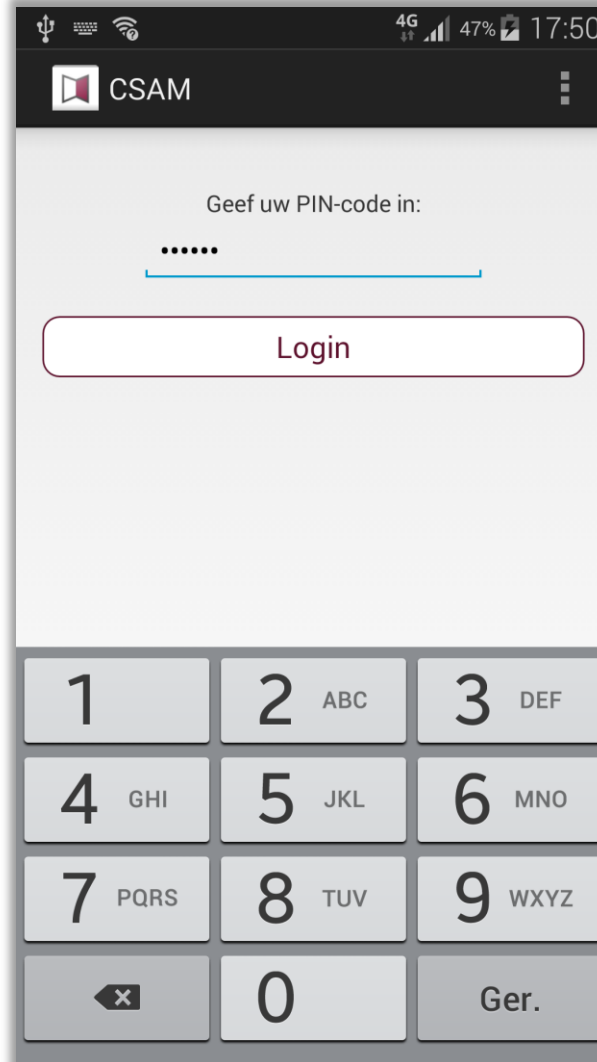 4G 47% 17:50
CSAM
Geef uw PIN-code in:
••••••
Login
1 2 ABC 3 DEF
4 GHI 5 JKL 6 MNO
7 PQRS 8 TUV 9 WXYZ
0 Ger.